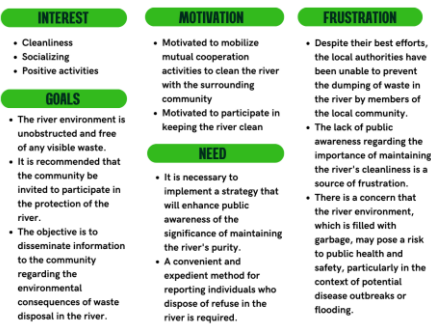 INTEREST
• Cleanliness
• Socializing
• Positive activities
GOALS
• The river environment is
unobstructed and free
of any visible waste.
• It is recommended that
the community be
invited to participate in
the protection of the
river.
• The objective is to
disseminate information
to the community
regarding the
environmental
consequences of waste
disposal in the river.
MOTIVATION
• Motivated to mobilize
mutual cooperation
activities to clean the river
with the surrounding
community
• Motivated to participate in
keeping the river clean
NEED
• It is necessary to
implement a strategy that
will enhance public
awareness of the
significance of maintaining
the river's purity.
• A convenient and
expedient method for
reporting individuals who
dispose of refuse in the
river is required.
FRUSTRATION
• Despite their best efforts,
the local authorities have
been unable to prevent
the dumping of waste in
the river by members of
the local community.
• The lack of public
awareness regarding the
importance of maintaining
the river's cleanliness is a
source of frustration.
• There is a concern that
the river environment,
which is filled with
garbage, may pose a risk
to public health and
safety, particularly in the
context of potential
disease outbreaks or
flooding.